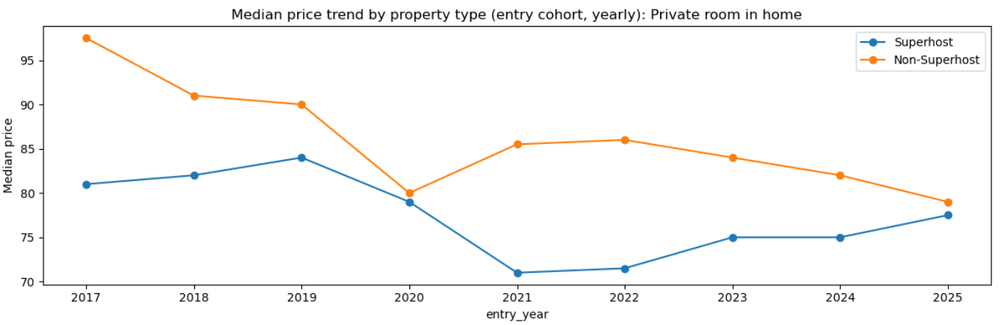 Median price trend by property type (entry cohort, yearly): Private room in home
Superhost
Non-Superhost
Median price
95
90
85
80
75
70
2017 2018 2019 2020 2021 2022 2023 2024 2025
entry_year